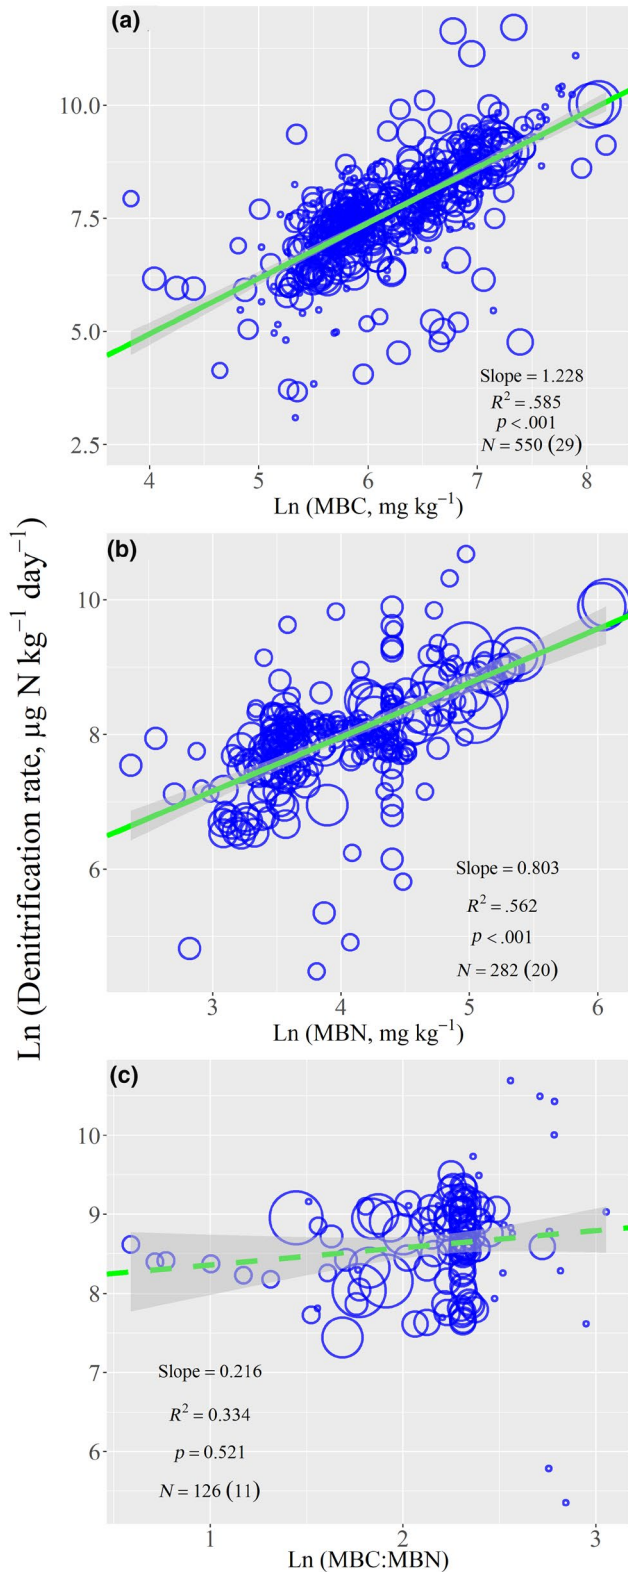 Ln (Denitrification rate, µg N kg⁻¹ day⁻¹)
(a)
10.0
7.5
5.0
2.5
Slope = 1.228
R² = .585
p < .001
N = 550 (29)
4 5 6 7 8
Ln (MBC, mg kg⁻¹)
(b)
10
8
6
Slope = 0.803
R² = .562
p < .001
N = 282 (20)
3 4 5 6
Ln (MBN, mg kg⁻¹)
(c)
10
9
8
7
6
Slope = 0.216
R² = 0.334
p = 0.521
N = 126 (11)
1 2 3
Ln (MBC:MBN)